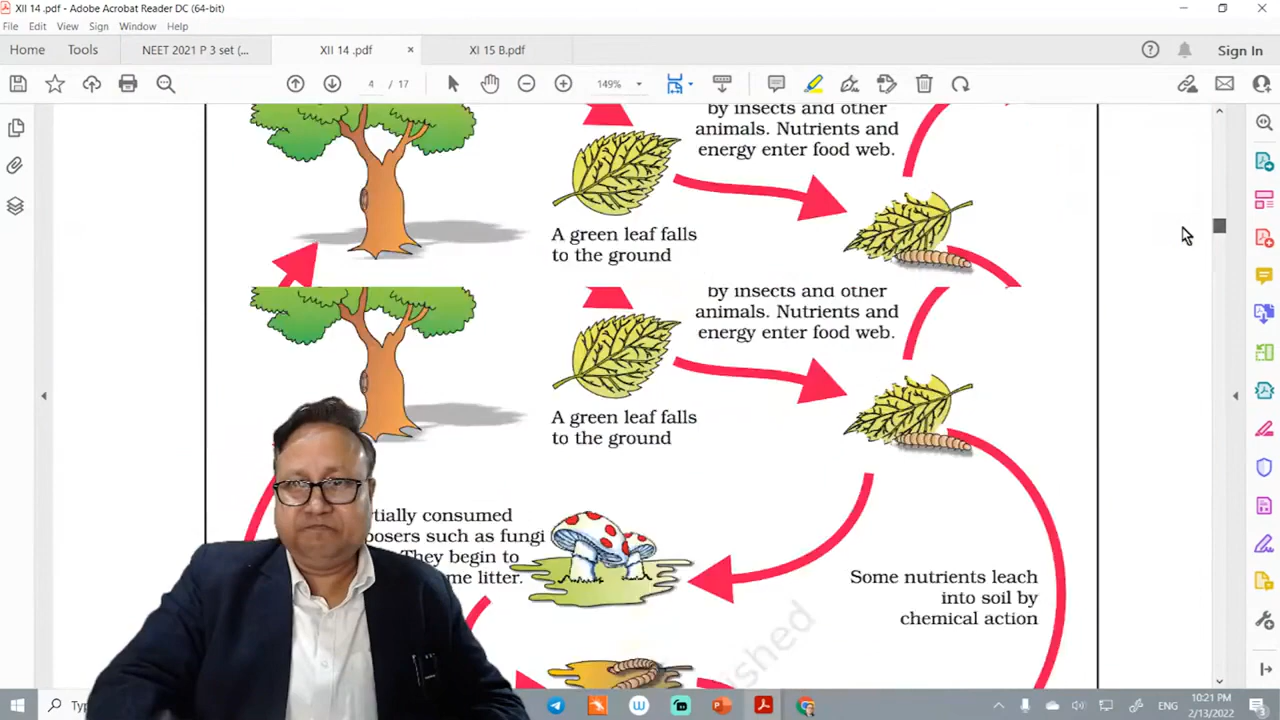 XII 14 .pdf - Adobe Acrobat Reader DC (64-bit)
File Edit View Sign Window Help
Home Tools NEET 2021 P 3 set (... XII 14 .pdf × XI 15 B.pdf Sign In
4 / 17 149%
by insects and other
animals. Nutrients and
energy enter food web.
A green leaf falls
to the ground
by insects and other
animals. Nutrients and
energy enter food web.
A green leaf falls
to the ground
tially consumed
posers such as fungi
They begin to
me litter.
Some nutrients leach
into soil by
chemical action
shed
ENG
10:21 PM
2/13/2022